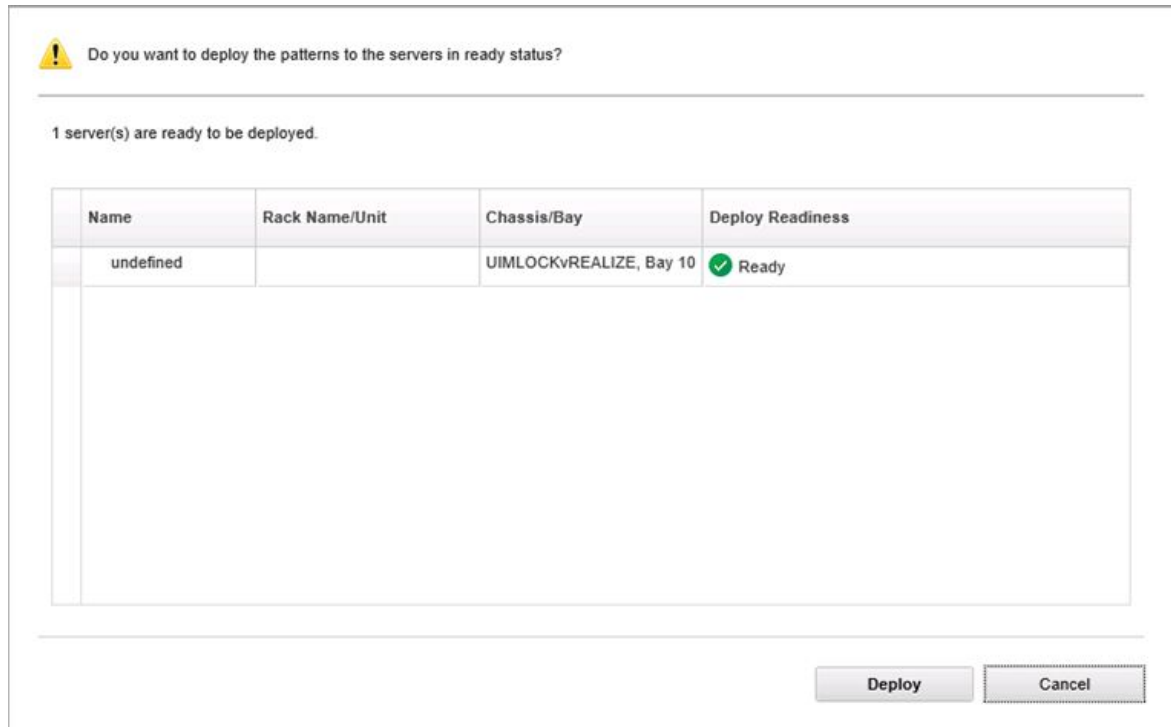 Do you want to deploy the patterns to the servers in ready status?
1 server(s) are ready to be deployed.
Name Rack Name/Unit Chassis/Bay Deploy Readiness
undefined UIMLOCKvREALIZE, Bay 10 Ready
Deploy Cancel